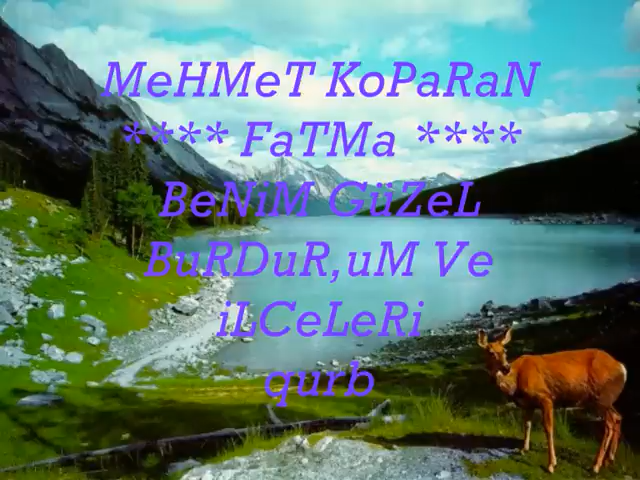 MeHMeT KoPaRaN
**** FaTMa ****
BeNiM GüZeL
BuRDuR,uM Ve
iLCeLeRi
qurb